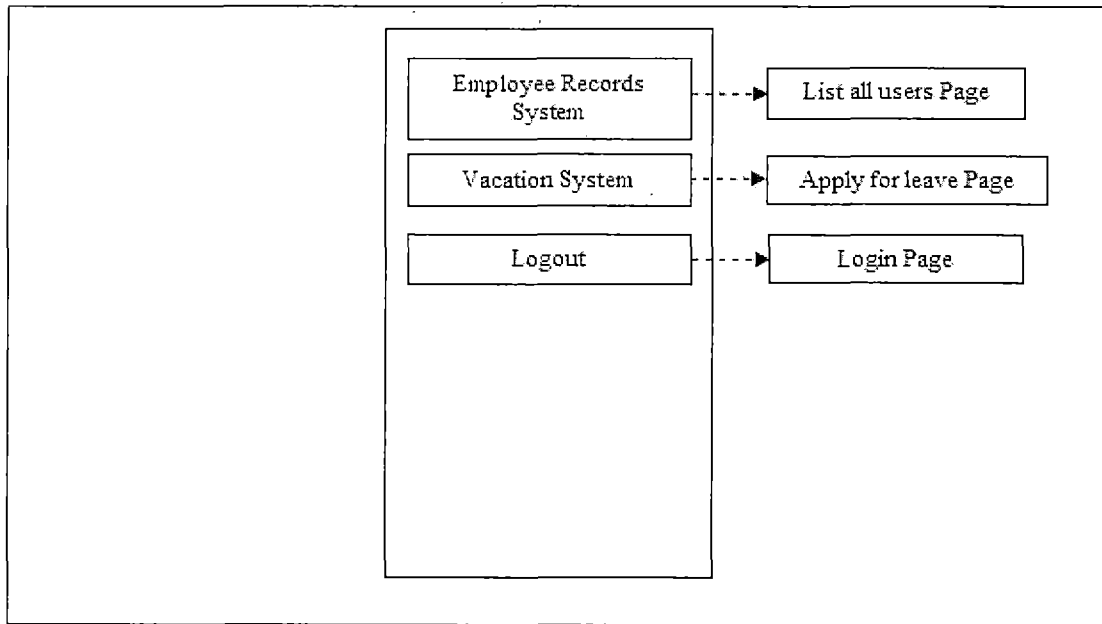 Employee Records
System
List all users Page
Vacation System
Apply for leave Page
Logout
Login Page